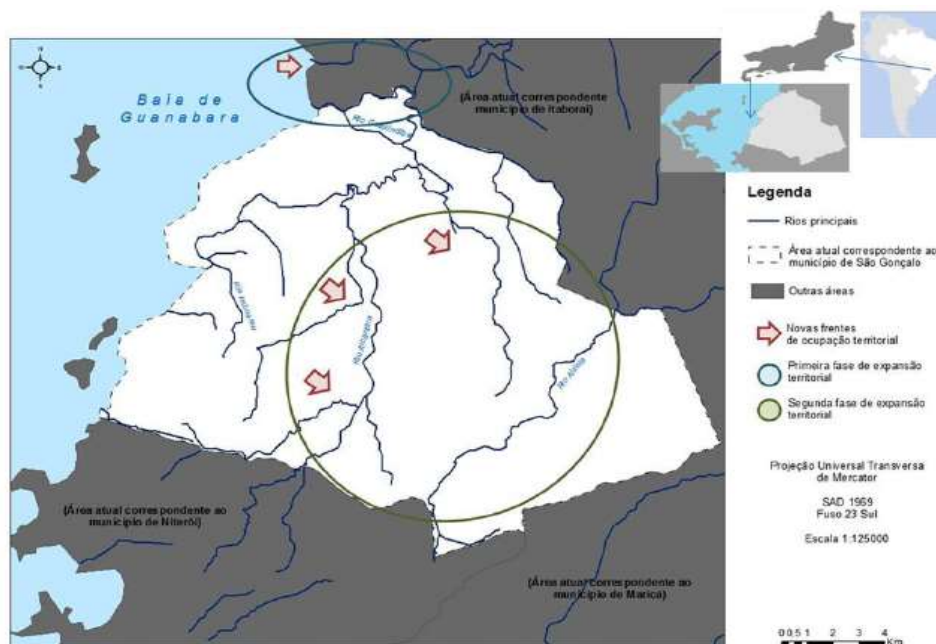 Baía de
Guanabara
(Área atual correspondente
município de Itaboraí)
(Área atual correspondente ao
município de Niterói)
(Área atual correspondente ao
município de Maricá)
Legenda
Rios principais
Área atual correspondente ao
município de São Gonçalo
Outras áreas
Novas frentes
de ocupação territorial
Primeira fase de expansão
territorial
Segunda fase de expansão
territorial
Projeção Universal Transversa
de Mercator
SAD 1969
Fuso 23 Sul
Escala 1:125000
0 0,5 1 2 3 4
Km